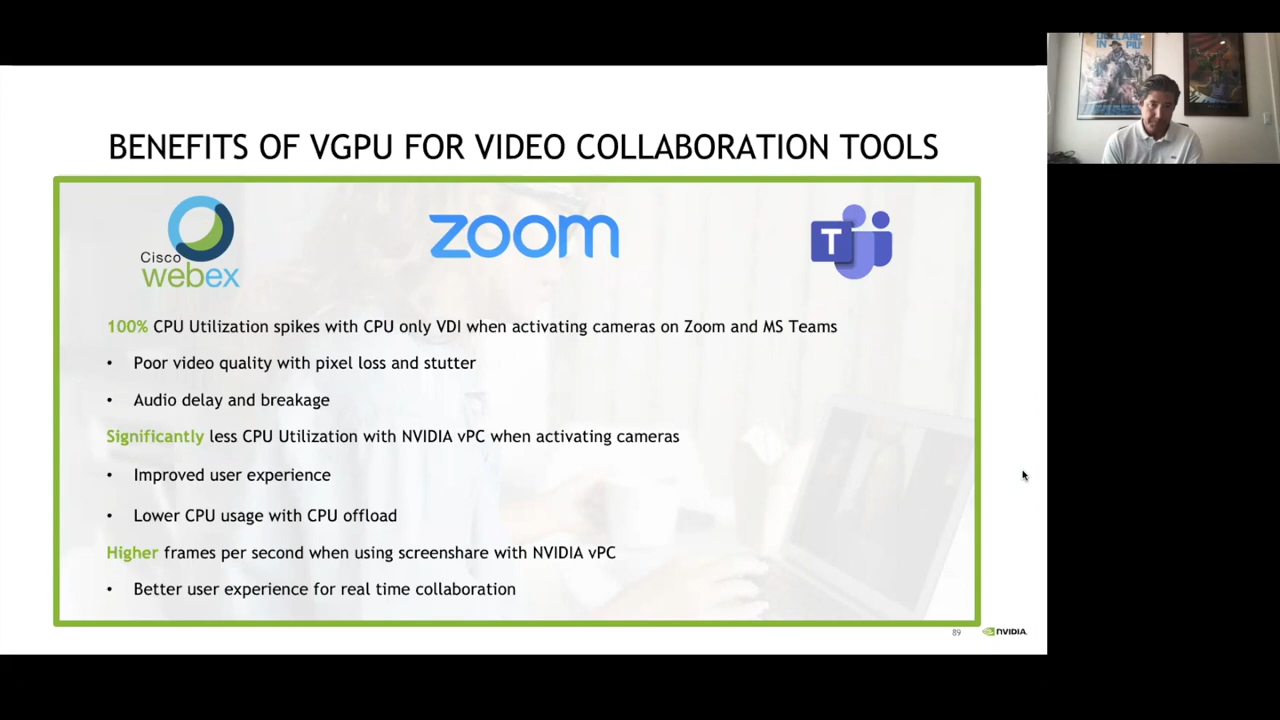 DOLLARS
IN
BENEFITS OF VGPU FOR VIDEO COLLABORATION TOOLS
Cisco
webex
zoom
T
100% CPU Utilization spikes with CPU only VDI when activating cameras on Zoom and MS Teams
• Poor video quality with pixel loss and stutter
• Audio delay and breakage
Significantly less CPU Utilization with NVIDIA vPC when activating cameras
• Improved user experience
• Lower CPU usage with CPU offload
Higher frames per second when using screenshare with NVIDIA vPC
• Better user experience for real time collaboration
89
NVIDIA.